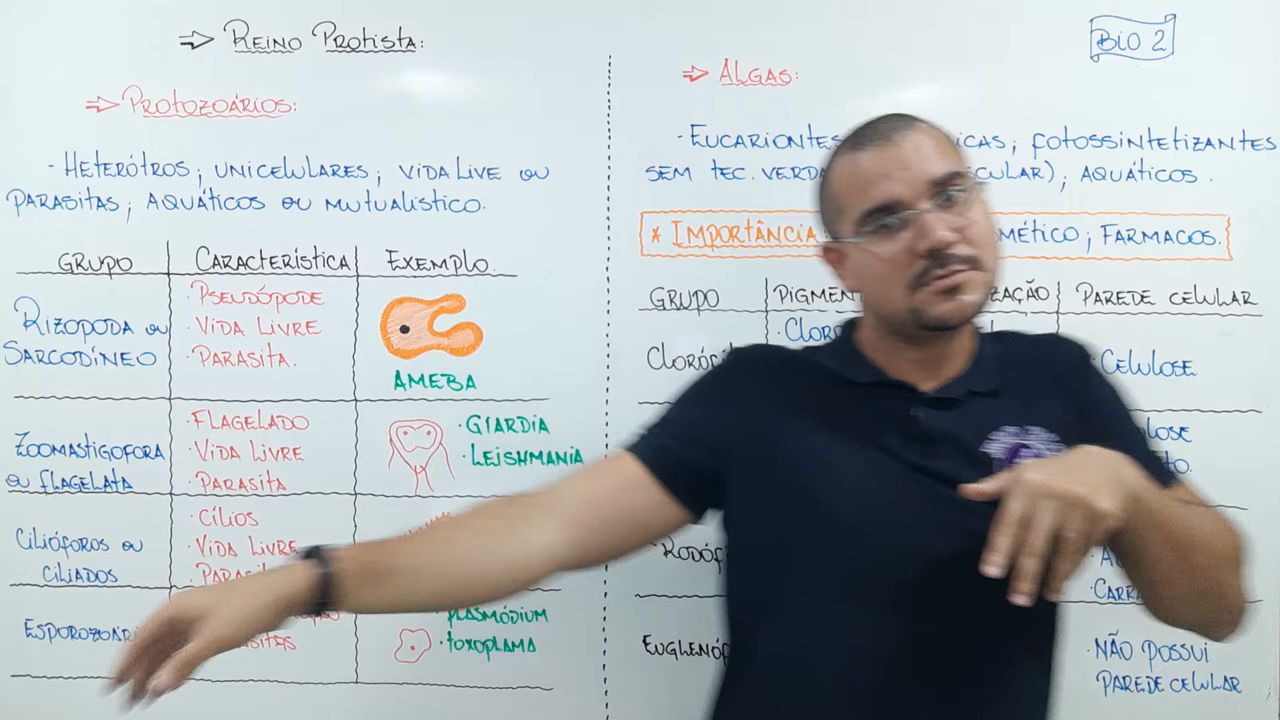 ⇒ REINO PROTISTA:
BIO 2
⇒ PROTOZOÁRIOS:
- HETERÓTROS; UNICELULARES; VIDA LIVE OU
PARASITAS; AQUÁTICOS OU MUTUALÍSTICO.
GRUPO CARACTERÍSTICA EXEMPLO.
RIZOPODA OU
SARCODÍNEO
· PSEUDÓPODE
· VIDA LIVRE
· PARASITA.
AMEBA
ZOOMASTIGOFORA
OU FLAGELATA
· FLAGELADO
· VIDA LIVRE
· PARASITA
· GIARDIA
· LEISHMANIA
CILIÓFOROS OU
CILIADOS
· CÍLIOS
· VIDA LIVRE
· PLASMÓDIUM
· TOXOPLAMA
⇒ ALGAS:
- EUCARIONTES; FOTOSSINTETIZANTES
SEM TEC. ; AQUÁTICOS.
* IMPORTÂNCIA ; FARMACOS.
GRUPO PAREDE CELULAR
· CELULOSE
· NÃO POSSUI
PAREDE CELULAR